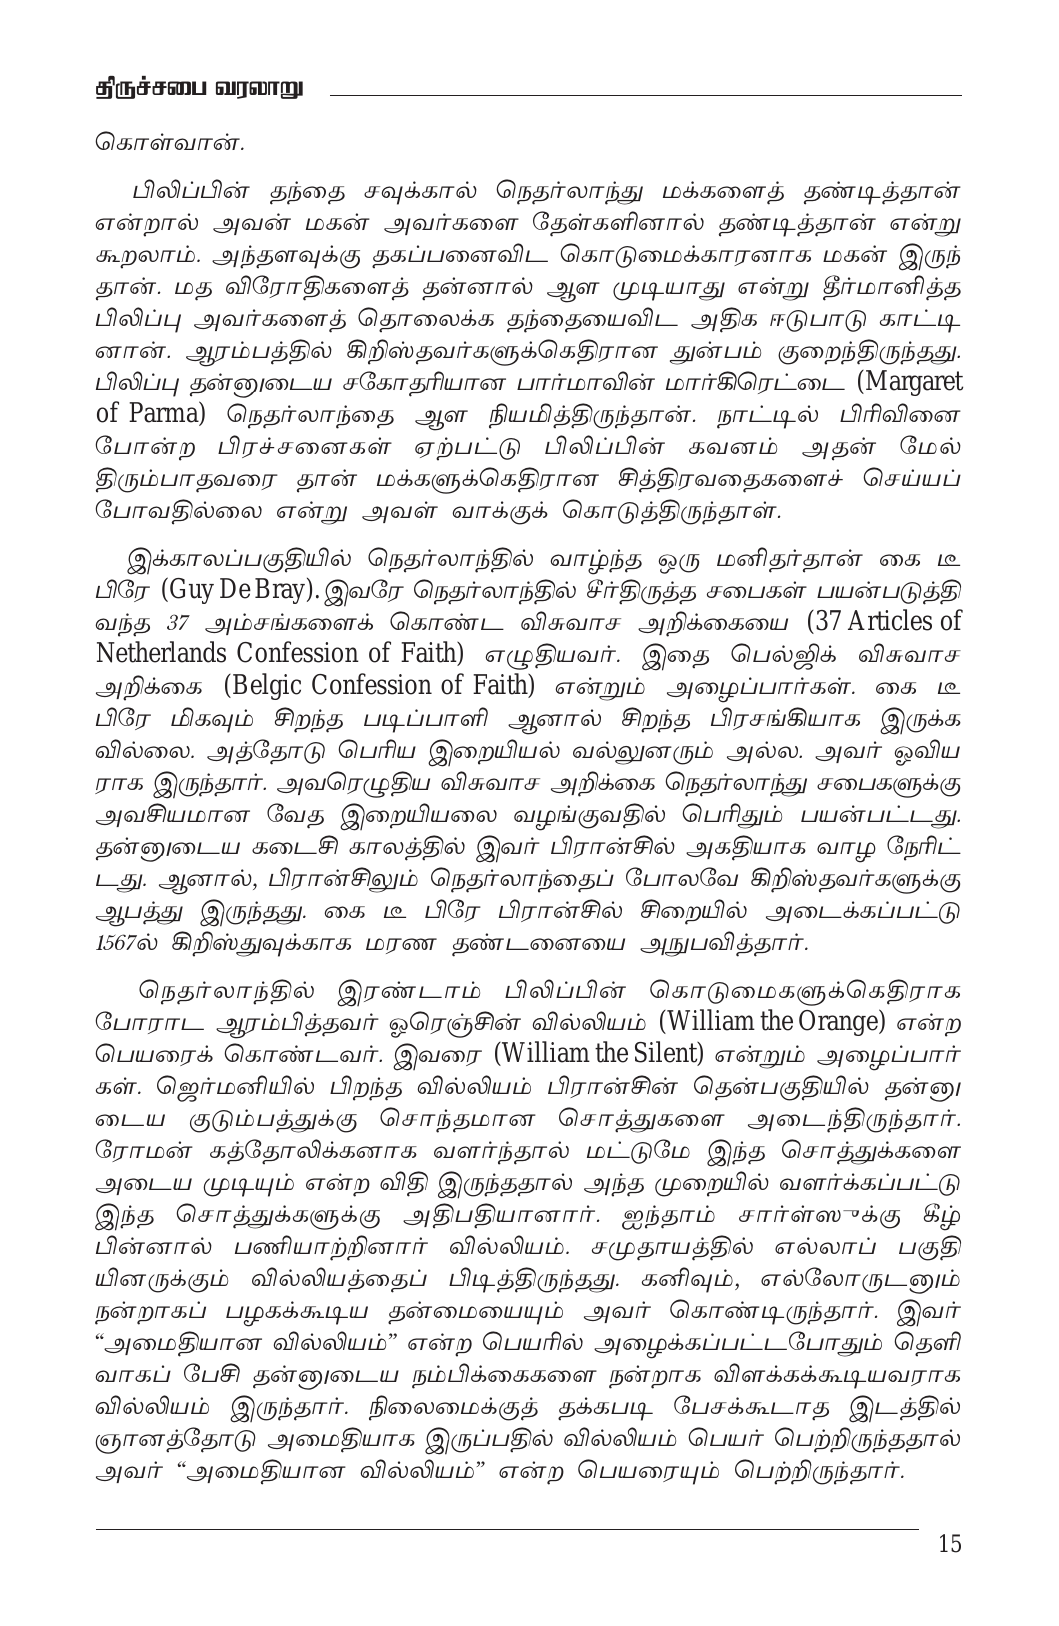 திருச்சபை வரலாறு
கொள்வான்.
பிலிப்பின் தந்தை சவுக்கால் நெதர்லாந்து மக்களைத் தண்டித்தான்
என்றால் அவன் மகன் அவர்களை தேள்களினால் தண்டித்தான் என்று
கூறலாம். அந்தளவுக்கு தகப்பனைவிட கொடுமைக்காரனாக மகன் இருந்
தான். மத விரோதிகளைத் தன்னால் ஆள முடியாது என்று தீர்மானித்த
பிலிப்பு அவர்களைத் தொலைக்க தந்தையைவிட அதிக ஈடுபாடு காட்டி
னான். ஆரம்பத்தில் கிறிஸ்தவர்களுக்கெதிரான துன்பம் குறைந்திருந்தது.
பிலிப்பு தன்னுடைய சகோதரியான பார்மாவின் மார்கிரெட்டை (Margaret
of Parma) நெதர்லாந்தை ஆள நியமித்திருந்தான். நாட்டில் பிரிவினை
போன்ற பிரச்சனைகள் ஏற்பட்டு பிலிப்பின் கவனம் அதன் மேல்
திரும்பாதவரை தான் மக்களுக்கெதிரான சித்திரவதைகளைச் செய்யப்
போவதில்லை என்று அவள் வாக்குக் கொடுத்திருந்தாள்.
இக்காலப்பகுதியில் நெதர்லாந்தில் வாழ்ந்த ஒரு மனிதர்தான் கை டீ
பிரே (Guy De Bray). இவரே நெதர்லாந்தில் சீர்திருத்த சபைகள் பயன்படுத்தி
வந்த 37 அம்சங்களைக் கொண்ட விசுவாச அறிக்கையை (37 Articles of
Netherlands Confession of Faith) எழுதியவர். இதை பெல்ஜிக் விசுவாச
அறிக்கை (Belgic Confession of Faith) என்றும் அழைப்பார்கள். கை டீ
பிரே மிகவும் சிறந்த படிப்பாளி ஆனால் சிறந்த பிரசங்கியாக இருக்க
வில்லை. அத்தோடு பெரிய இறையியல் வல்லுனரும் அல்ல. அவர் ஓவிய
ராக இருந்தார். அவரெழுதிய விசுவாச அறிக்கை நெதர்லாந்து சபைகளுக்கு
அவசியமான வேத இறையியலை வழங்குவதில் பெரிதும் பயன்பட்டது.
தன்னுடைய கடைசி காலத்தில் இவர் பிரான்சில் அகதியாக வாழ நேரிட்
டது. ஆனால், பிரான்சிலும் நெதர்லாந்தைப் போலவே கிறிஸ்தவர்களுக்கு
ஆபத்து இருந்தது. கை டீ பிரே பிரான்சில் சிறையில் அடைக்கப்பட்டு
1567ல் கிறிஸ்துவுக்காக மரண தண்டனையை அநுபவித்தார்.
நெதர்லாந்தில் இரண்டாம் பிலிப்பின் கொடுமைகளுக்கெதிராக
போராட ஆரம்பித்தவர் ஓரெஞ்சின் வில்லியம் (William the Orange) என்ற
பெயரைக் கொண்டவர். இவரை (William the Silent) என்றும் அழைப்பார்
கள். ஜெர்மனியில் பிறந்த வில்லியம் பிரான்சின் தென்பகுதியில் தன்னு
டைய குடும்பத்துக்கு சொந்தமான சொத்துகளை அடைந்திருந்தார்.
ரோமன் கத்தோலிக்கனாக வளர்ந்தால் மட்டுமே இந்த சொத்துக்களை
அடைய முடியும் என்ற விதி இருந்ததால் அந்த முறையில் வளர்க்கப்பட்டு
இந்த சொத்துக்களுக்கு அதிபதியானார். ஐந்தாம் சார்ள்ஸுக்கு கீழ்
பின்னால் பணியாற்றினார் வில்லியம். சமுதாயத்தில் எல்லாப் பகுதி
யினருக்கும் வில்லியத்தைப் பிடித்திருந்தது. கனிவும், எல்லோருடனும்
நன்றாகப் பழகக்கூடிய தன்மையையும் அவர் கொண்டிருந்தார். இவர்
“அமைதியான வில்லியம்” என்ற பெயரில் அழைக்கப்பட்டபோதும் தெளி
வாகப் பேசி தன்னுடைய நம்பிக்கைகளை நன்றாக விளக்கக்கூடியவராக
வில்லியம் இருந்தார். நிலைமைக்குத் தக்கபடி பேசக்கூடாத இடத்தில்
ஞானத்தோடு அமைதியாக இருப்பதில் வில்லியம் பெயர் பெற்றிருந்ததால்
அவர் “அமைதியான வில்லியம்” என்ற பெயரையும் பெற்றிருந்தார்.
15